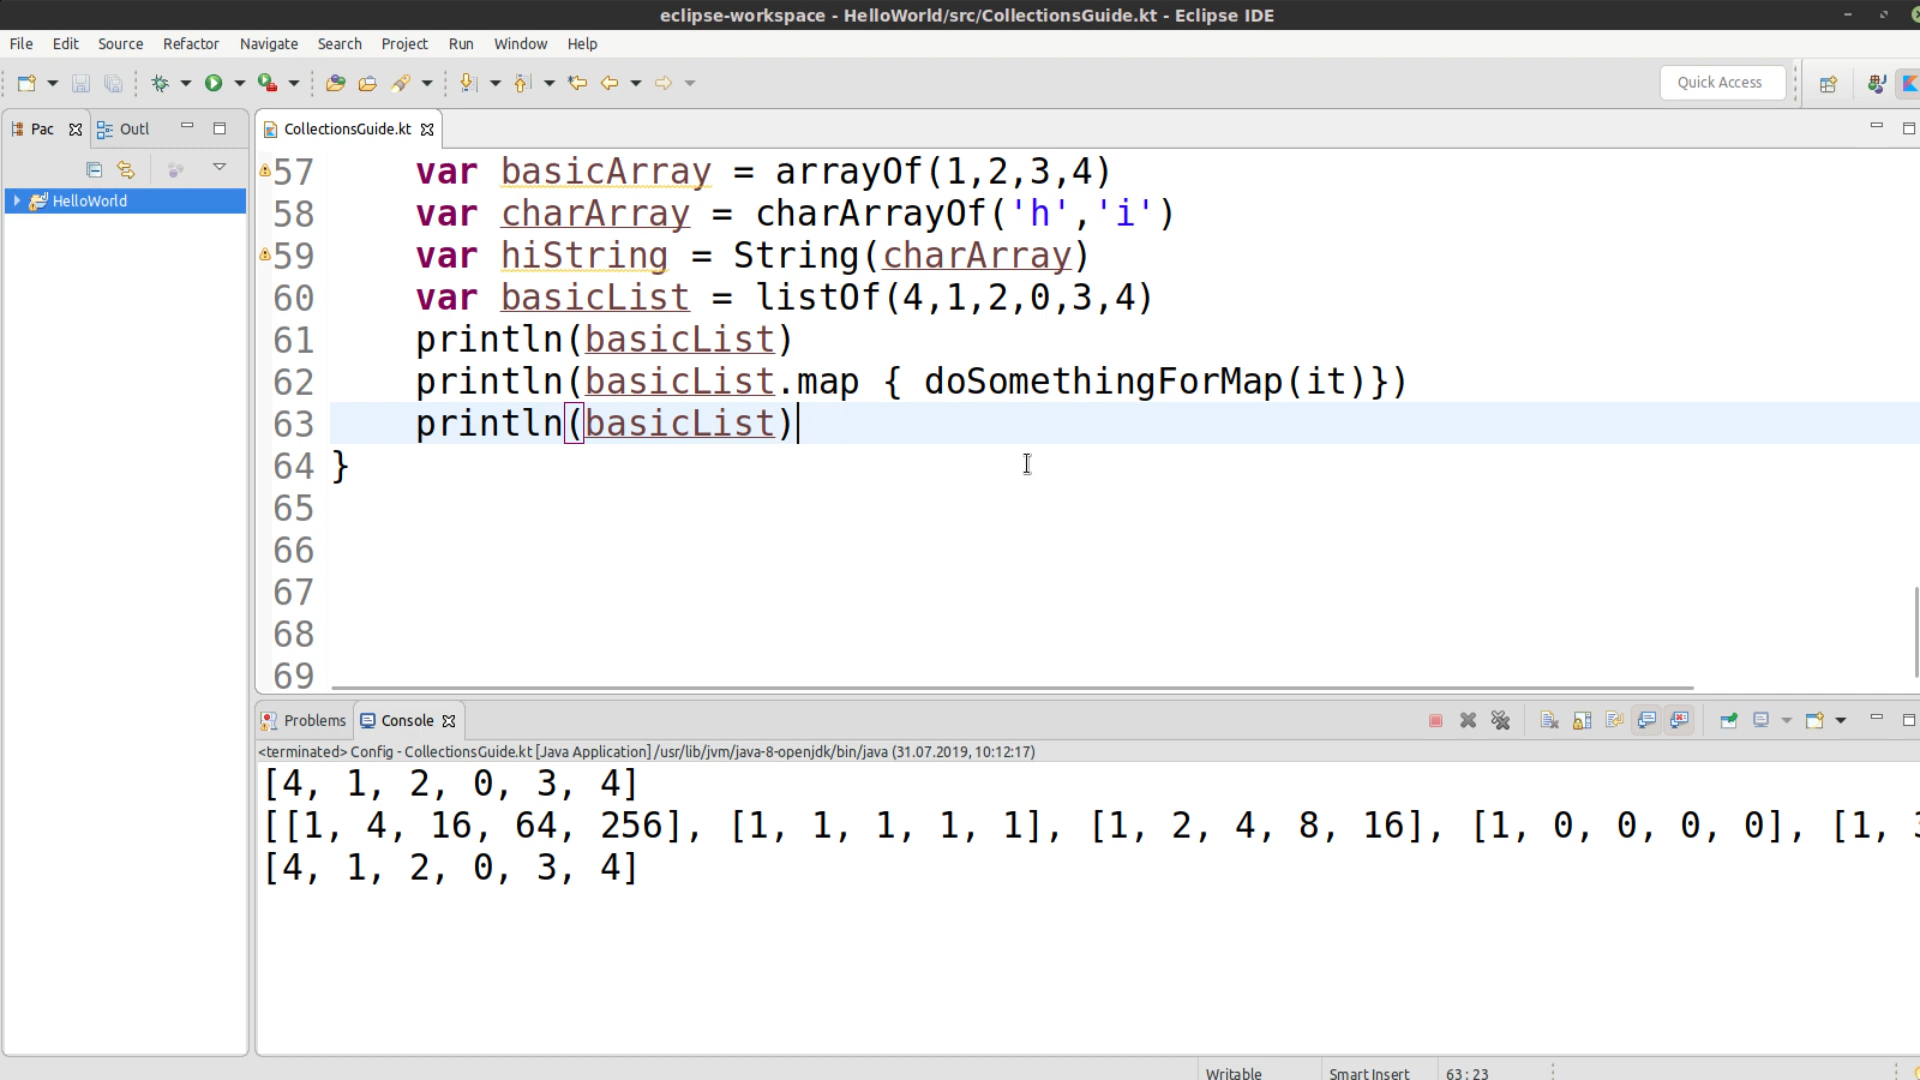 eclipse-workspace - HelloWorld/src/CollectionsGuide.kt - Eclipse IDE
File Edit Source Refactor Navigate Search Project Run Window Help
Quick Access
Pac Outl CollectionsGuide.kt
HelloWorld
57 var basicArray = arrayOf(1,2,3,4)
58 var charArray = charArrayOf('h','i')
59 var hiString = String(charArray)
60 var basicList = listOf(4,1,2,0,3,4)
61 println(basicList)
62 println(basicList.map { doSomethingForMap(it)})
63 println(basicList)
64 }
65
66
67
68
69
Problems Console
<terminated> Config - CollectionsGuide.kt [Java Application] /usr/lib/jvm/java-8-openjdk/bin/java (31.07.2019, 10:12:17)
[4, 1, 2, 0, 3, 4]
[[1, 4, 16, 64, 256], [1, 1, 1, 1, 1], [1, 2, 4, 8, 16], [1, 0, 0, 0, 0], [1, 3
[4, 1, 2, 0, 3, 4]
Writable Smart Insert 63:23